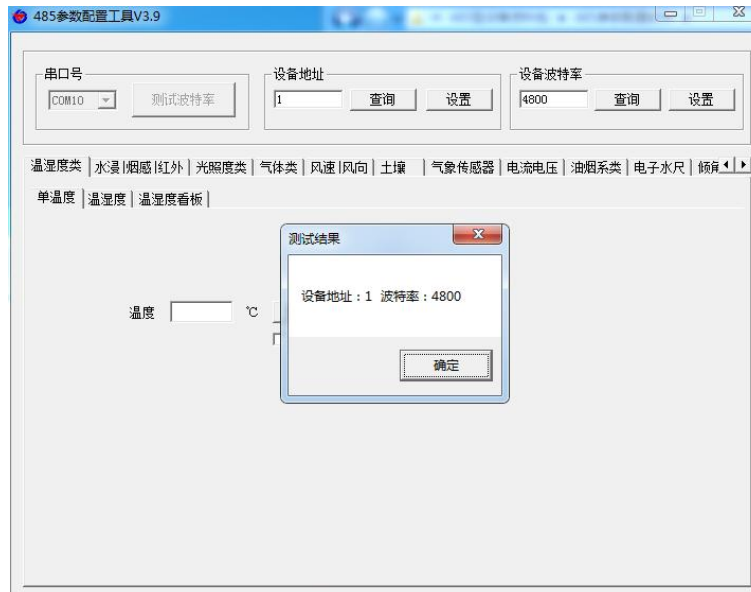 485参数配置工具V3.9
串口号
设备地址
设备波特率
COM10
测试波特率
1
查询
设置
4800
查询
设置
温湿度类
水浸|烟感|红外
光照度类
气体类
风速|风向
土壤
气象传感器
电流电压
油烟系类
电子水尺
单温度
温湿度
温湿度看板
测试结果
设备地址：1 波特率：4800
温度
℃
确定